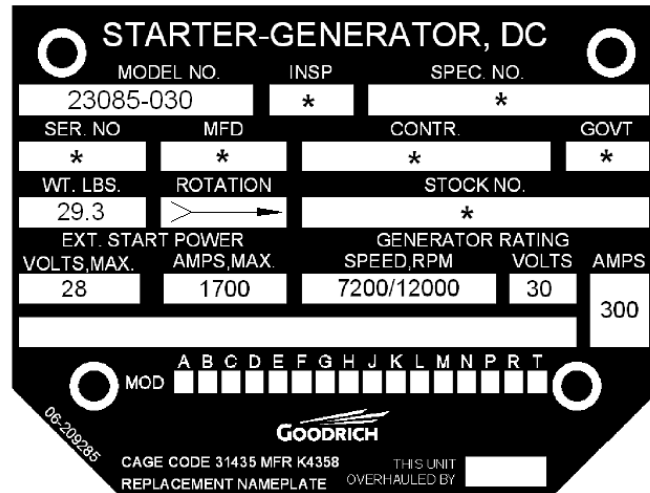 STARTER-GENERATOR, DC
MODEL NO. INSP SPEC. NO.
23085-030 * *
SER. NO MFD CONTR. GOVT
* * * *
WT. LBS. ROTATION STOCK NO.
29.3 *
EXT. START POWER GENERATOR RATING
VOLTS,MAX. AMPS,MAX. SPEED,RPM VOLTS AMPS
28 1700 7200/12000 30 300
A B C D E F G H J K L M N P R T
MOD
06-209285
GOODRICH
CAGE CODE 31435 MFR K4358 THIS UNIT
REPLACEMENT NAMEPLATE OVERHAULED BY